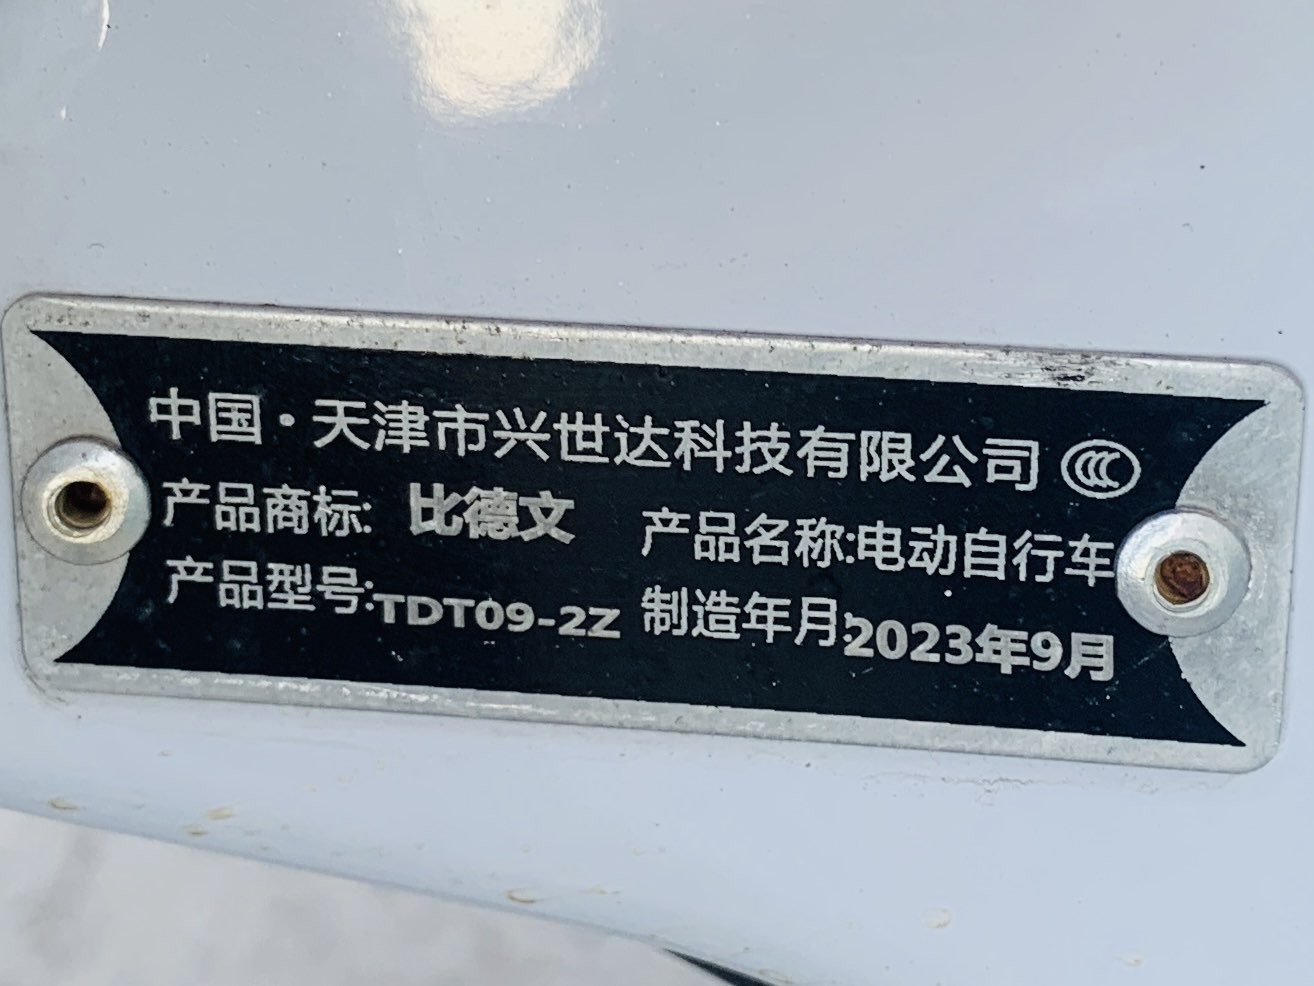 中国·天津市兴世达科技有限公司 CCC
产品商标: 比德文 产品名称:电动自行车
产品型号:TDT09-2Z 制造年月:2023年9月